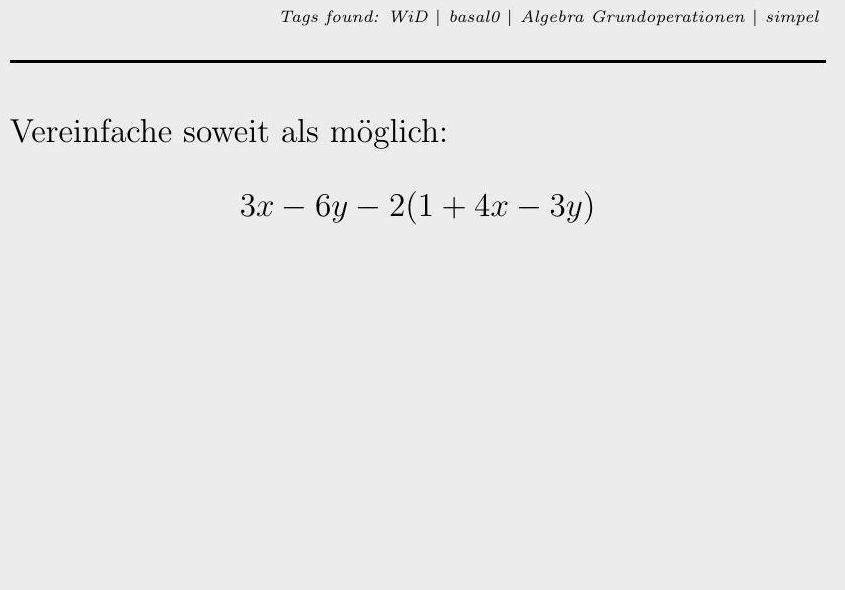 Tags found: WiD | basal0 | Algebra Grundoperationen | simpel
Vereinfache soweit als möglich:
3x − 6y − 2(1 + 4x − 3y)